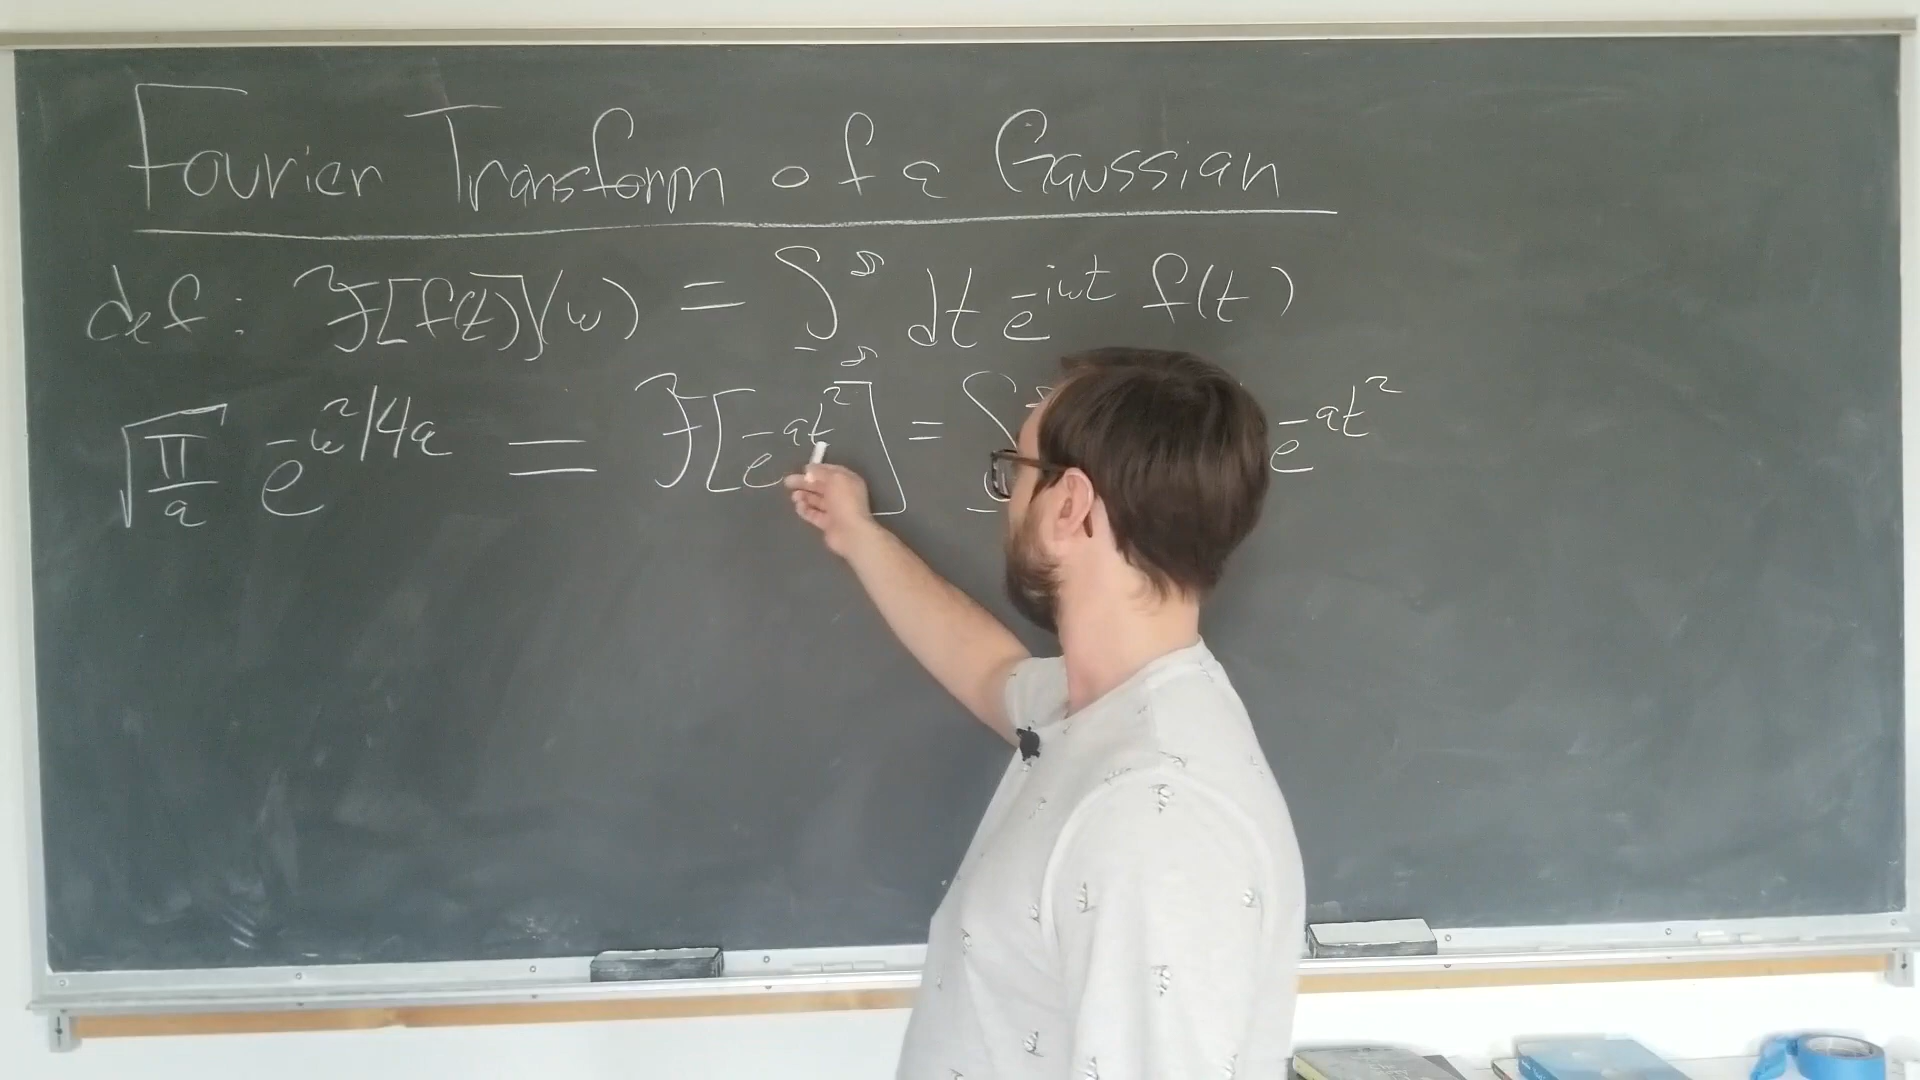 Fourier Transform of a Gaussian
def: ℱ[f(t)](ω) = ∫_{-∞}^{∞} dt e^{-iωt} f(t)
√(π/a) e^{-ω²/4a} = ℱ[e^{-at²}] = ∫ e^{-at²}